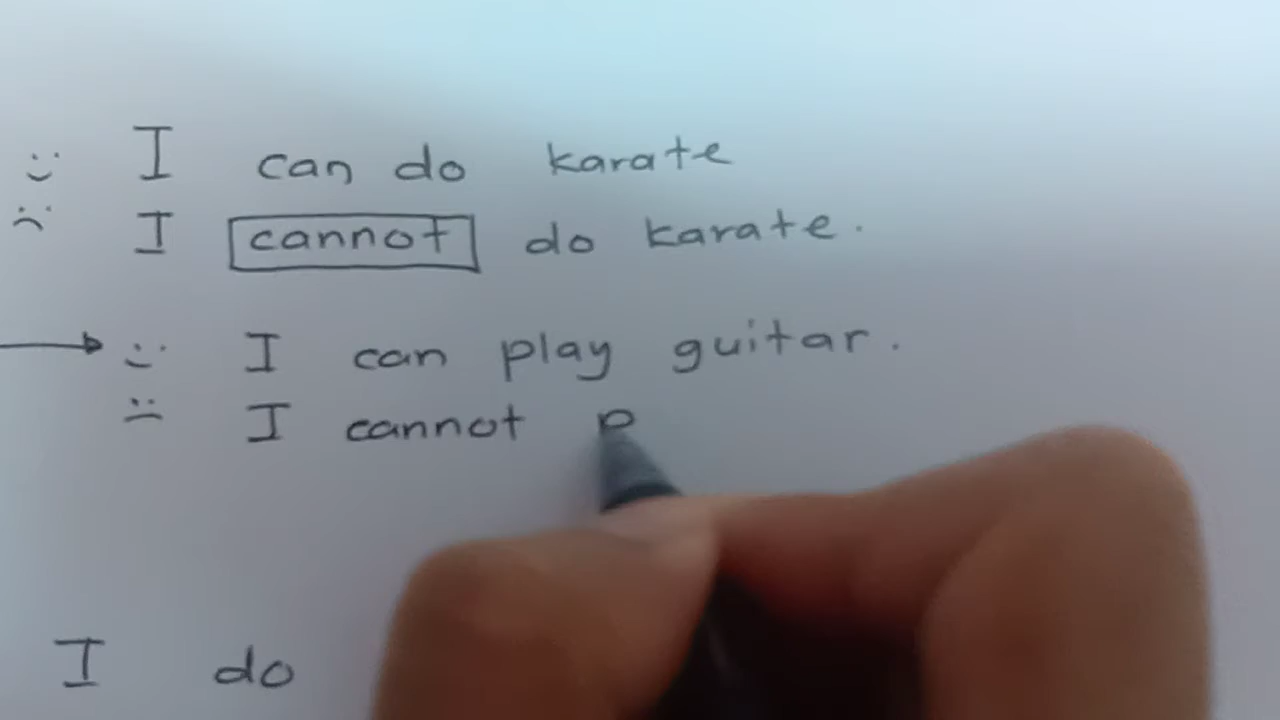 I can do karate
I cannot do karate.
I can play guitar.
I cannot p
I do